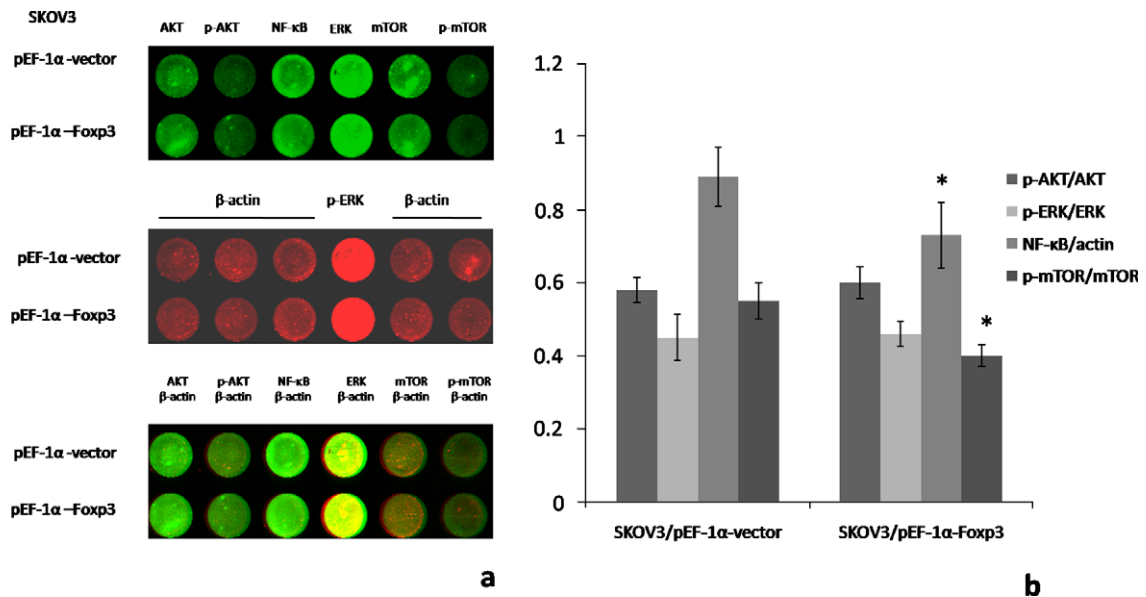 SKOV3
AKT p-AKT NF-κB ERK mTOR p-mTOR
pEF-1α -vector
pEF-1α –Foxp3
β-actin p-ERK β-actin
pEF-1α -vector
pEF-1α –Foxp3
AKT p-AKT NF-κB ERK mTOR p-mTOR
β-actin β-actin β-actin β-actin β-actin β-actin
pEF-1α -vector
pEF-1α –Foxp3
a
1.2
1
0.8
0.6
0.4
0.2
0
*
*
SKOV3/pEF-1α-vector SKOV3/pEF-1α-Foxp3
p-AKT/AKT
p-ERK/ERK
NF-κB/actin
p-mTOR/mTOR
b